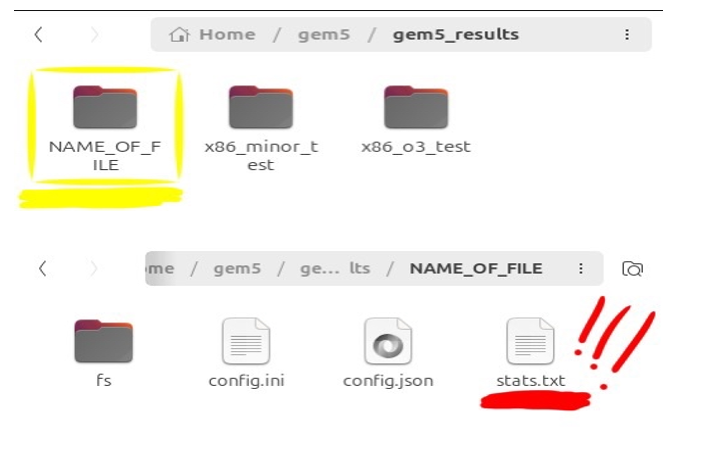 Home / gem5 / gem5_results
NAME_OF_F
ILE
x86_minor_t
est
x86_o3_test
me / gem5 / ge... lts / NAME_OF_FILE
fs
config.ini
config.json
stats.txt
!!!